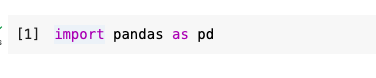 [1] import pandas as pd